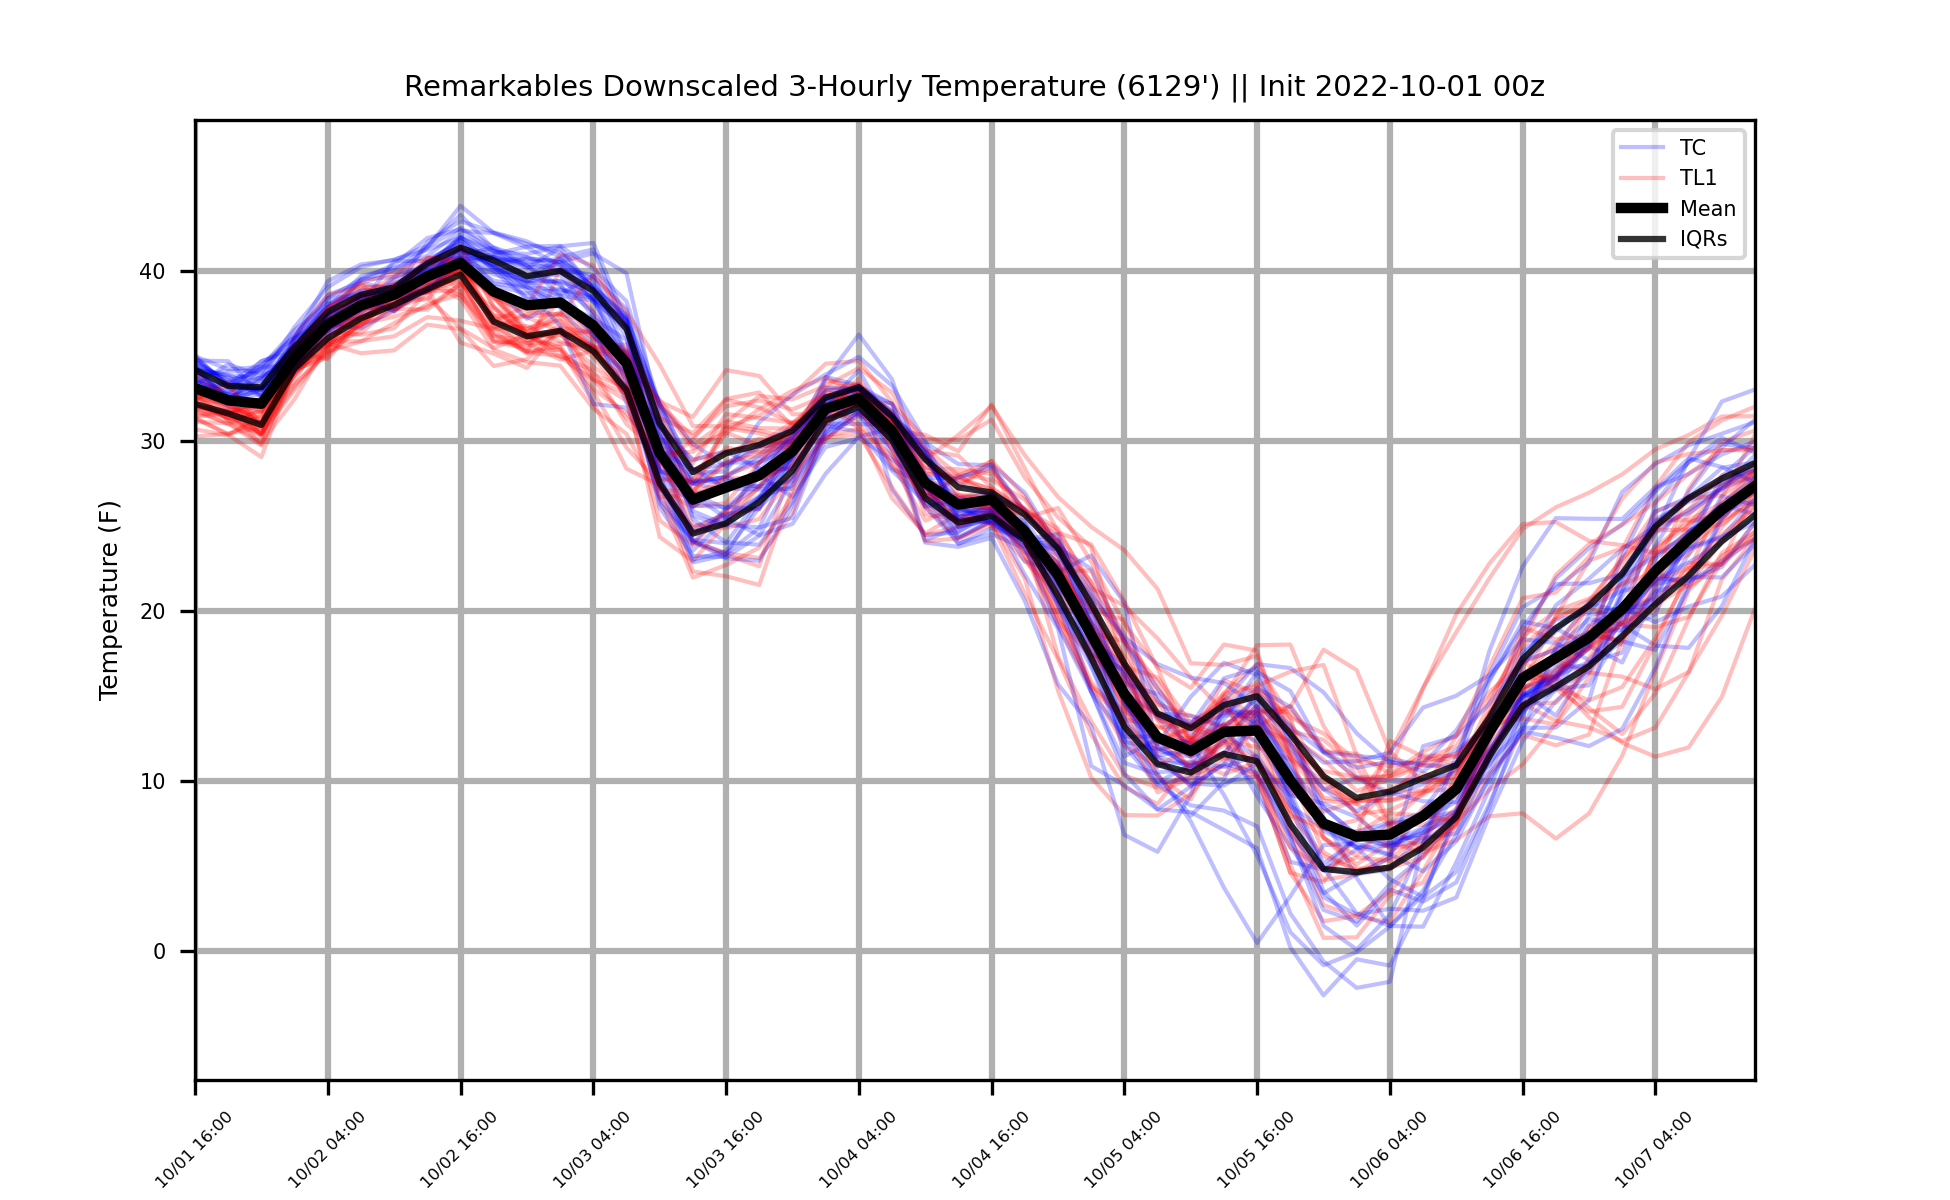 Remarkables Downscaled 3-Hourly Temperature (6129') || Init 2022-10-01 00z
TC
TL1
Mean
IQRs
Temperature (F)
40
30
20
10
0
10/01 16:00
10/02 04:00
10/02 16:00
10/03 04:00
10/03 16:00
10/04 04:00
10/04 16:00
10/05 04:00
10/05 16:00
10/06 04:00
10/06 16:00
10/07 04:00